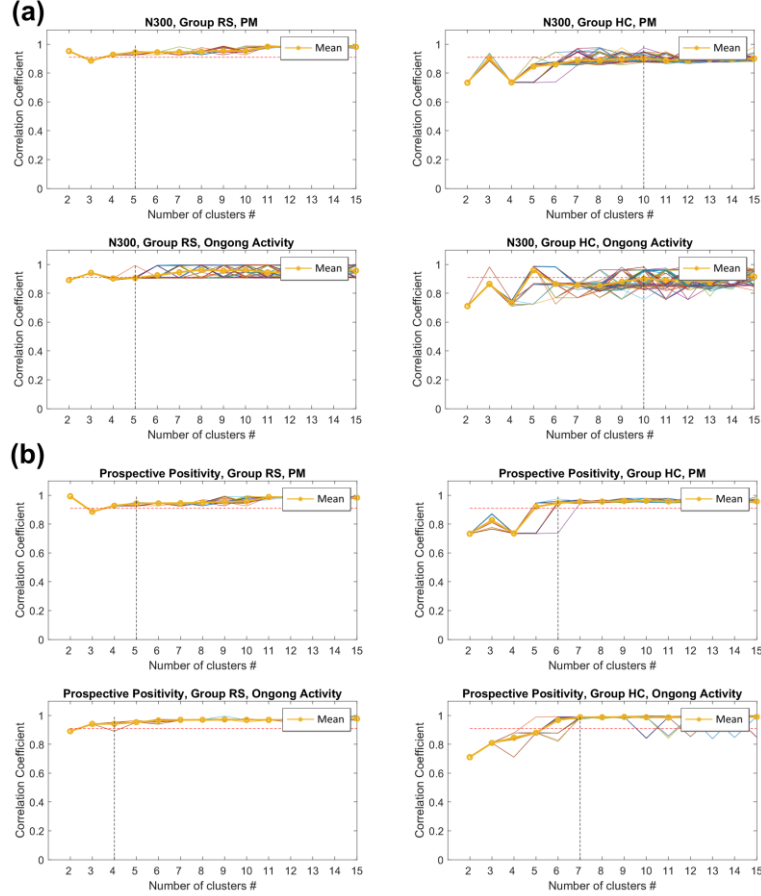 (a)
N300, Group RS, PM
Correlation Coefficient
1
0.8
0.6
0.4
0.2
0
Mean
2 3 4 5 6 7 8 9 10 11 12 13 14 15
Number of clusters #
N300, Group HC, PM
Correlation Coefficient
1
0.8
0.6
0.4
0.2
0
Mean
2 3 4 5 6 7 8 9 10 11 12 13 14 15
Number of clusters #
N300, Group RS, Ongong Activity
Correlation Coefficient
1
0.8
0.6
0.4
0.2
0
Mean
2 3 4 5 6 7 8 9 10 11 12 13 14 15
Number of clusters #
N300, Group HC, Ongong Activity
Correlation Coefficient
1
0.8
0.6
0.4
0.2
0
Mean
2 3 4 5 6 7 8 9 10 11 12 13 14 15
Number of clusters #
(b)
Prospective Positivity, Group RS, PM
Correlation Coefficient
1
0.8
0.6
0.4
0.2
0
Mean
2 3 4 5 6 7 8 9 10 11 12 13 14 15
Number of clusters #
Prospective Positivity, Group HC, PM
Correlation Coefficient
1
0.8
0.6
0.4
0.2
0
Mean
2 3 4 5 6 7 8 9 10 11 12 13 14 15
Number of clusters #
Prospective Positivity, Group RS, Ongong Activity
Correlation Coefficient
1
0.8
0.6
0.4
0.2
0
Mean
2 3 4 5 6 7 8 9 10 11 12 13 14 15
Number of clusters #
Prospective Positivity, Group HC, Ongong Activity
Correlation Coefficient
1
0.8
0.6
0.4
0.2
0
Mean
2 3 4 5 6 7 8 9 10 11 12 13 14 15
Number of clusters #